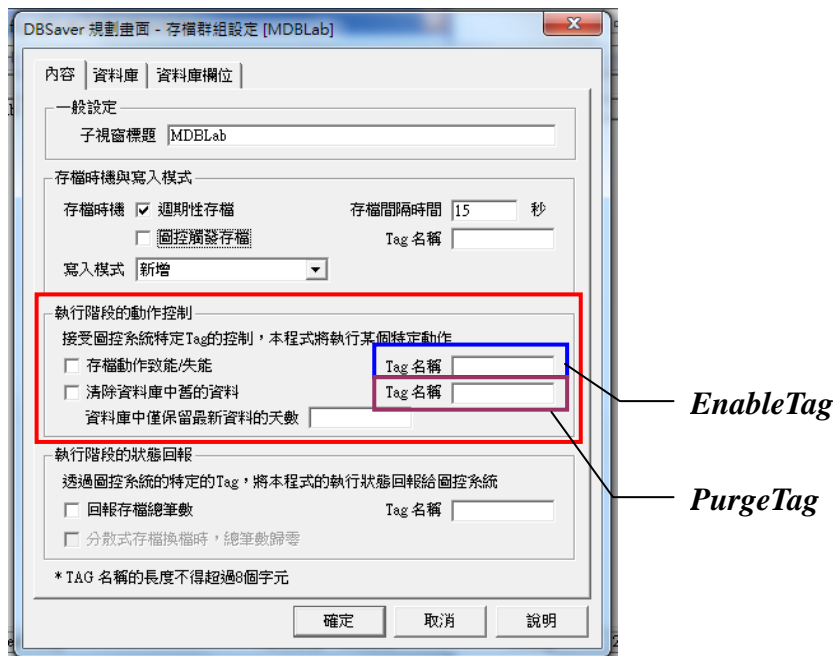 DBSaver 規劃畫面 - 存檔群組設定 [MDBLab]
內容 資料庫 資料庫欄位
一般設定
子視窗標題 MDBLab
存檔時機與寫入模式
存檔時機 週期性存檔 存檔間隔時間 15 秒
圖控觸發存檔 Tag 名稱
寫入模式 新增
執行階段的動作控制
接受圖控系統特定Tag的控制，本程式將執行某個特定動作
存檔動作致能/失能 Tag 名稱
EnableTag
清除資料庫中舊的資料 Tag 名稱
PurgeTag
資料庫中僅保留最新資料的天數
執行階段的狀態回報
透過圖控系統的特定的Tag，將本程式的執行狀態回報給圖控系統
回報存檔總筆數 Tag 名稱
分散式存檔換檔時，總筆數歸零
* TAG 名稱的長度不得超過8個字元
確定 取消 說明